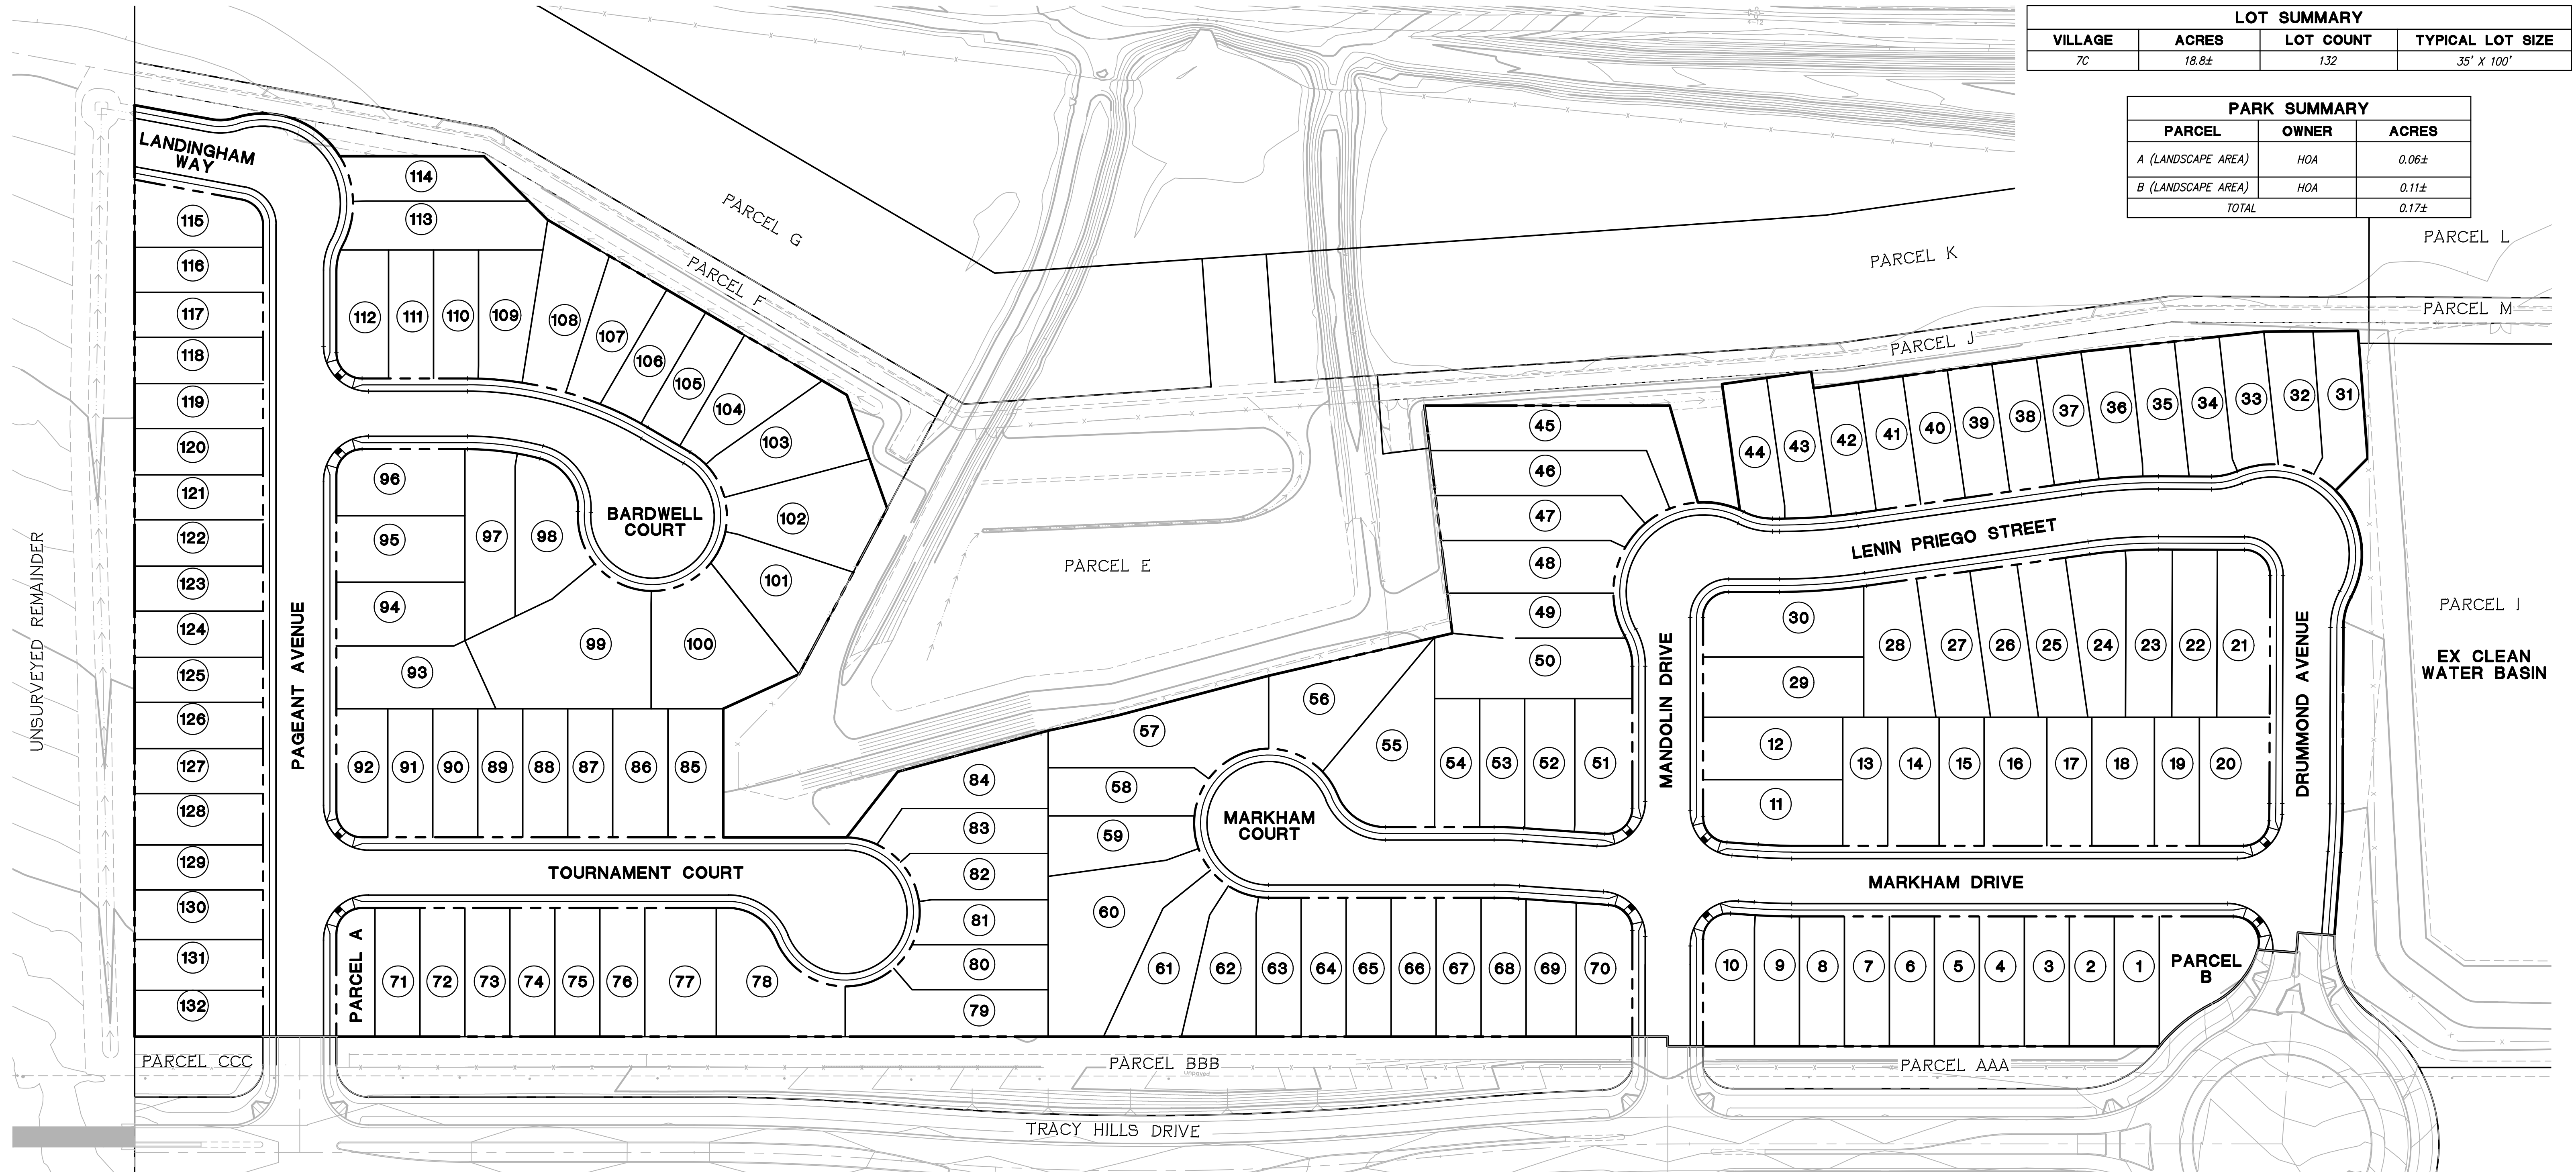 LOT SUMMARY
VILLAGE ACRES LOT COUNT TYPICAL LOT SIZE
7C 18.8± 132 35' X 100'
PARK SUMMARY
PARCEL OWNER ACRES
A (LANDSCAPE AREA) HOA 0.06±
B (LANDSCAPE AREA) HOA 0.11±
TOTAL 0.17±
LANDINGHAM
WAY
114
113
115
116
117
118
119
120
121
122
123
124
125
126
127
128
129
130
131
132
UNSURVEYED REMAINDER
PAGEANT AVENUE
112 111 110 109 108 107 106 105 104 103 102 101 100 99
98 97 96
95
94
93
BARDWELL
COURT
92 91 90 89 88 87 86 85
TOURNAMENT COURT
PARCEL A
71 72 73 74 75 76 77 78
79
80
81
82
83
84
PARCEL G
PARCEL F
PARCEL E
PARCEL K
PARCEL J
PARCEL L
PARCEL M
PARCEL I
EX CLEAN
WATER BASIN
57
56
55
54 53 52 51
58
59
60
61
62 63 64 65 66 67 68 69 70
MARKHAM
COURT
45
46
47
48
49
50
MANDOLIN DRIVE
44 43 42 41 40 39 38 37 36 35 34 33 32 31
LENIN PRIEGO STREET
30
29
28 27 26 25 24 23 22 21
12
11
13 14 15 16 17 18 19 20
DRUMMOND AVENUE
MARKHAM DRIVE
10 9 8 7 6 5 4 3 2 1
PARCEL
B
PARCEL CCC
PARCEL BBB
PARCEL AAA
TRACY HILLS DRIVE